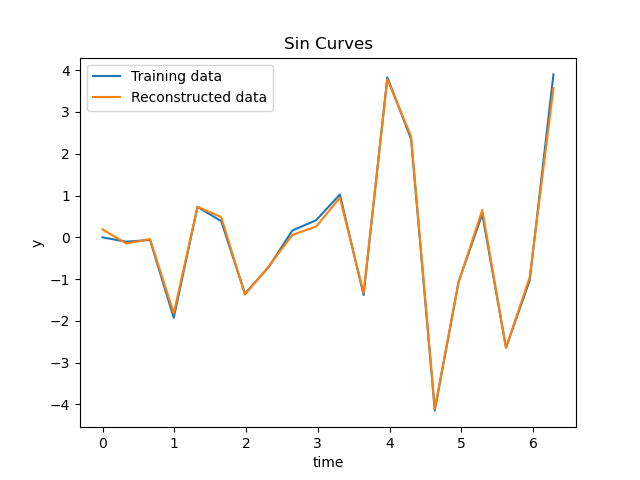 Sin Curves
Training data
Reconstructed data
4
3
2
1
0
−1
−2
−3
−4
y
0 1 2 3 4 5 6
time